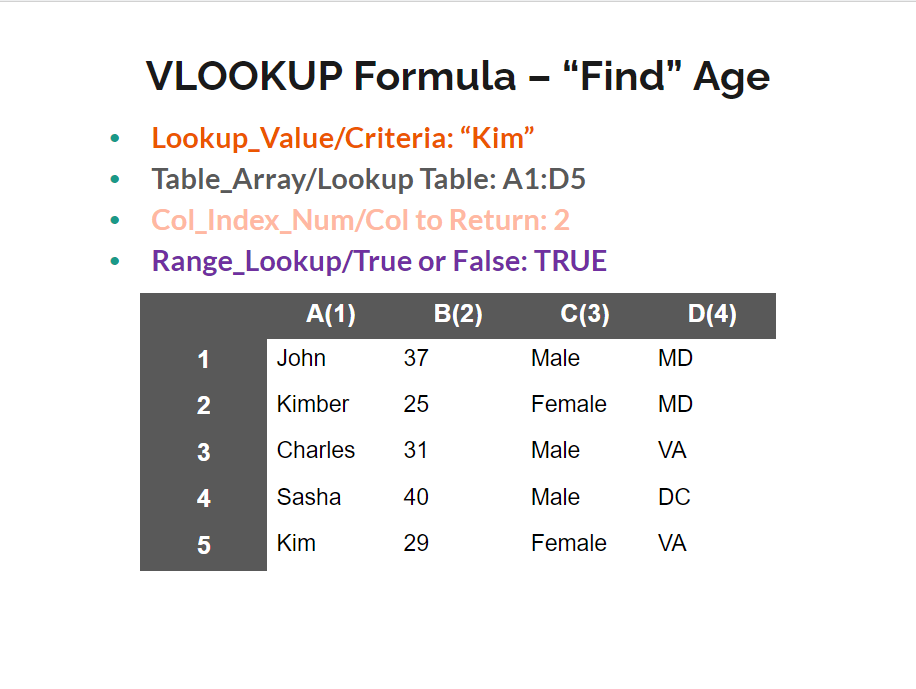 VLOOKUP Formula – “Find” Age
• Lookup_Value/Criteria: “Kim”
• Table_Array/Lookup Table: A1:D5
• Col_Index_Num/Col to Return: 2
• Range_Lookup/True or False: TRUE
A(1) B(2) C(3) D(4)
1 John 37 Male MD
2 Kimber 25 Female MD
3 Charles 31 Male VA
4 Sasha 40 Male DC
5 Kim 29 Female VA